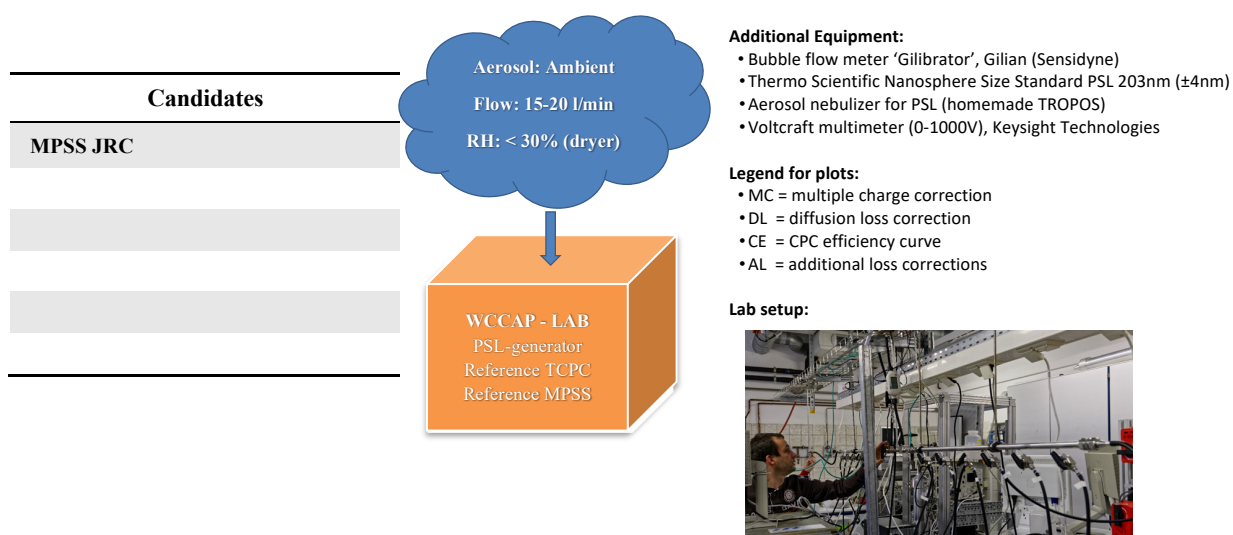 Candidates
MPSS JRC
Aerosol: Ambient
Flow: 15-20 l/min
RH: < 30% (dryer)
WCCAP - LAB
PSL-generator
Reference TCPC
Reference MPSS
Additional Equipment:
• Bubble flow meter ‘Gilibrator’, Gilian (Sensidyne)
• Thermo Scientific Nanosphere Size Standard PSL 203nm (±4nm)
• Aerosol nebulizer for PSL (homemade TROPOS)
• Voltcraft multimeter (0-1000V), Keysight Technologies
Legend for plots:
• MC = multiple charge correction
• DL = diffusion loss correction
• CE = CPC efficiency curve
• AL = additional loss corrections
Lab setup: